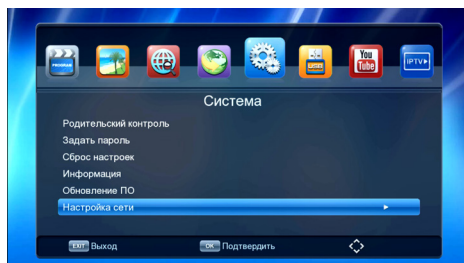 PROGRAM
USB
You
Tube
IPTV
Система
Родительский контроль
Задать пароль
Сброс настроек
Информация
Обновление ПО
Настройка сети
EXIT Выход
OK Подтвердить